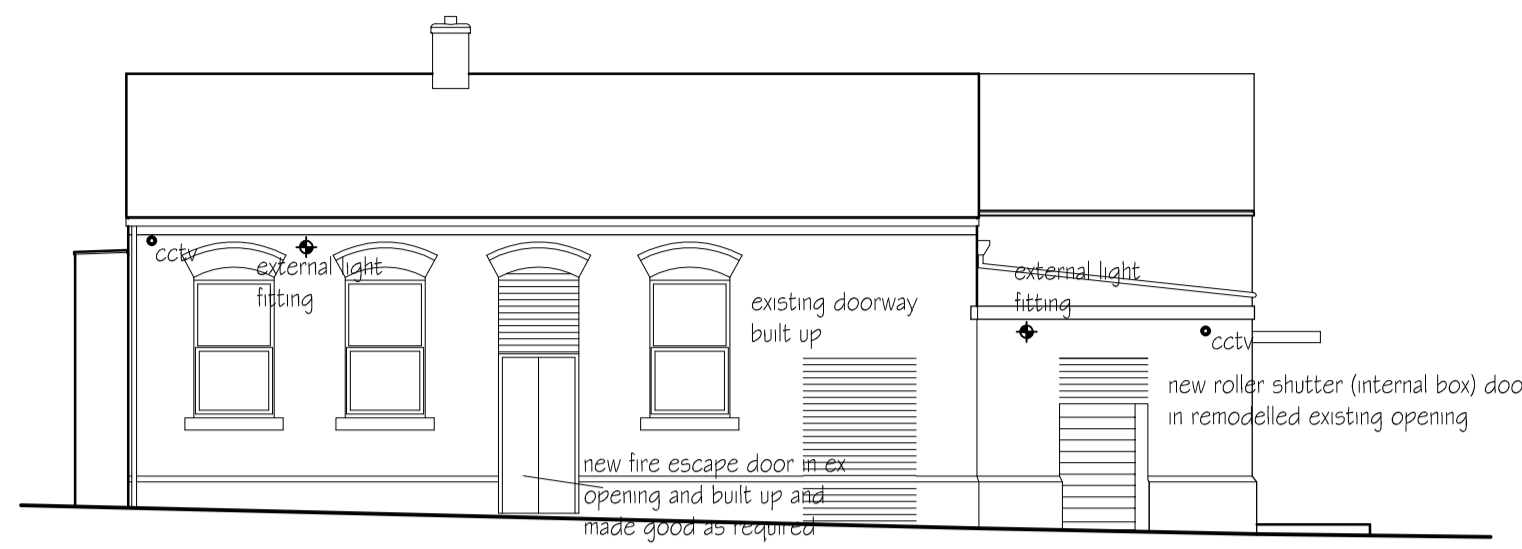 cctv
external light
fitting
existing doorway
built up
new fire escape door in ex
opening and built up and
made good as required
external light
fitting
cctv
new roller shutter (internal box) doo
in remodelled existing opening